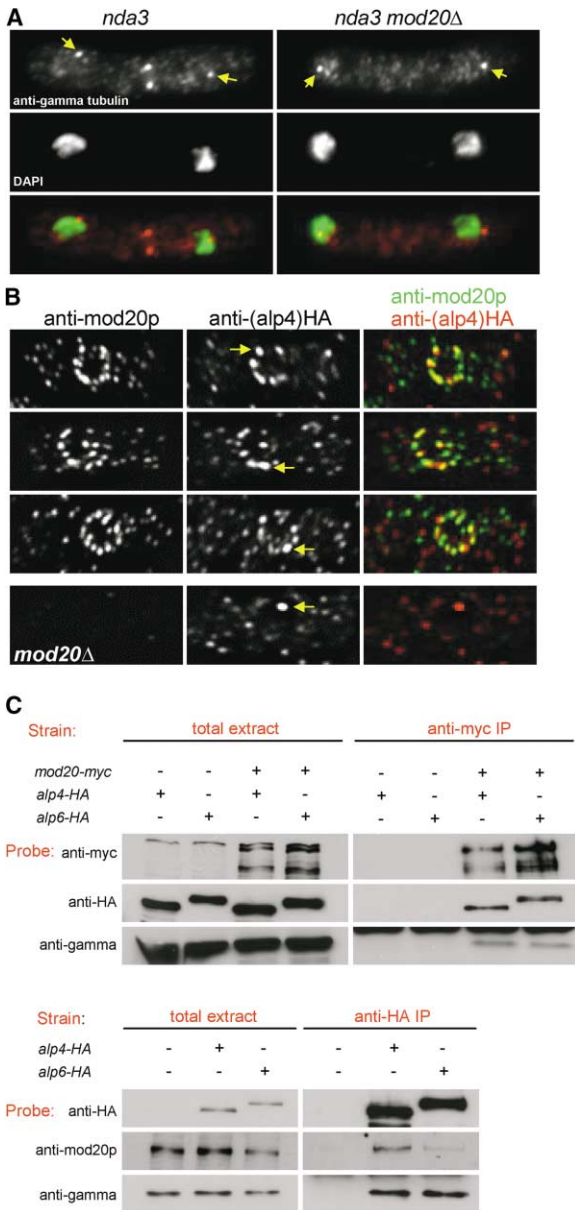 A
nda3 nda3 mod20Δ
anti-gamma tubulin
DAPI
B
anti-mod20p anti-(alp4)HA anti-mod20p
anti-(alp4)HA
mod20Δ
C
Strain: total extract anti-myc IP
mod20-myc - - + + - - + +
alp4-HA + - + - + - + -
alp6-HA - + - + - + - +
Probe: anti-myc
anti-HA
anti-gamma
Strain: total extract anti-HA IP
alp4-HA - + - - + -
alp6-HA - - + - - +
Probe: anti-HA
anti-mod20p
anti-gamma